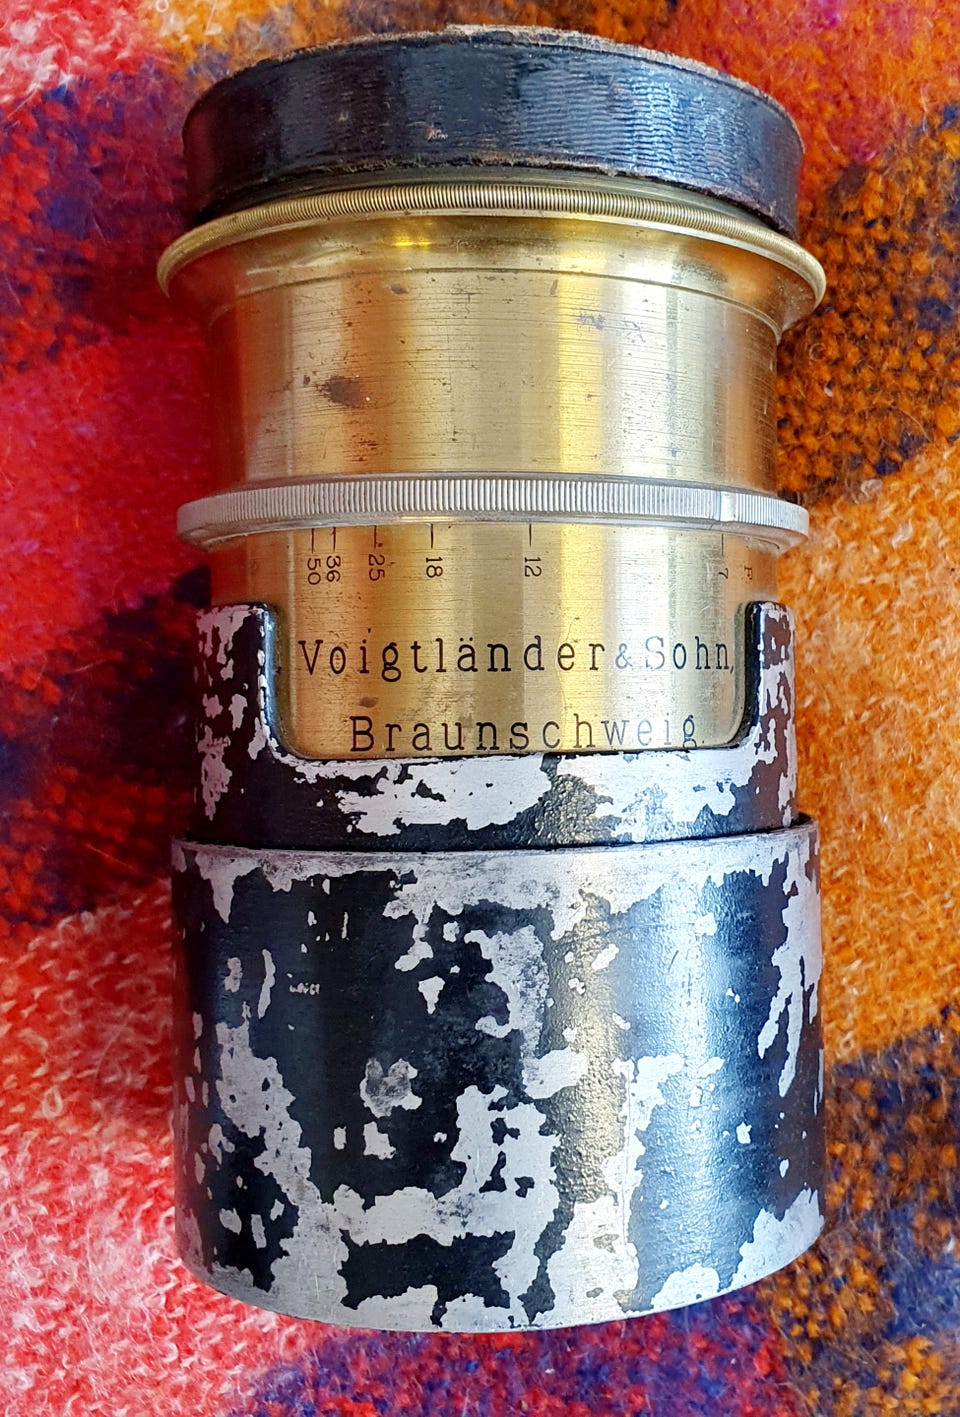 50 36 25 18 12 7 F
Voigtländer & Sohn,
Braunschweig.